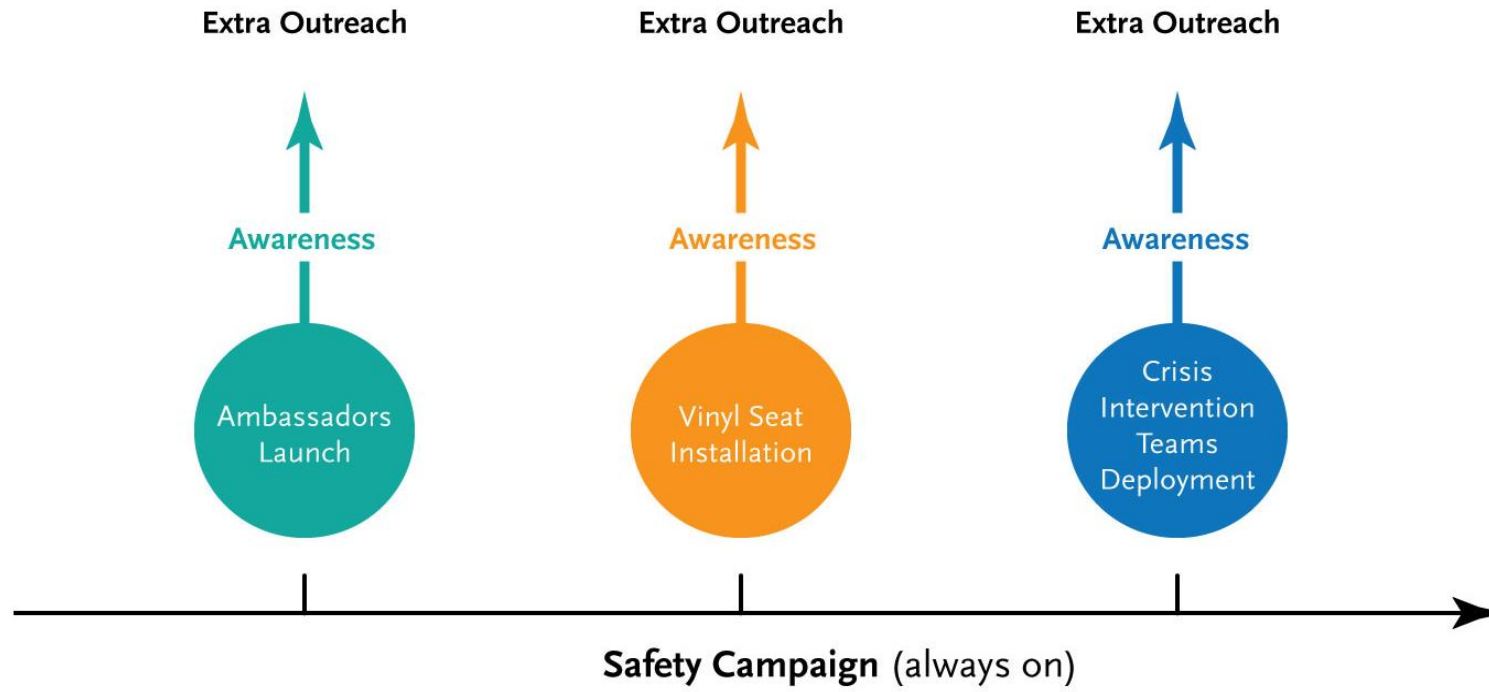 Extra Outreach
Extra Outreach
Extra Outreach
Awareness
Awareness
Awareness
Ambassadors
Launch
Vinyl Seat
Installation
Crisis
Intervention
Teams
Deployment
Safety Campaign (always on)